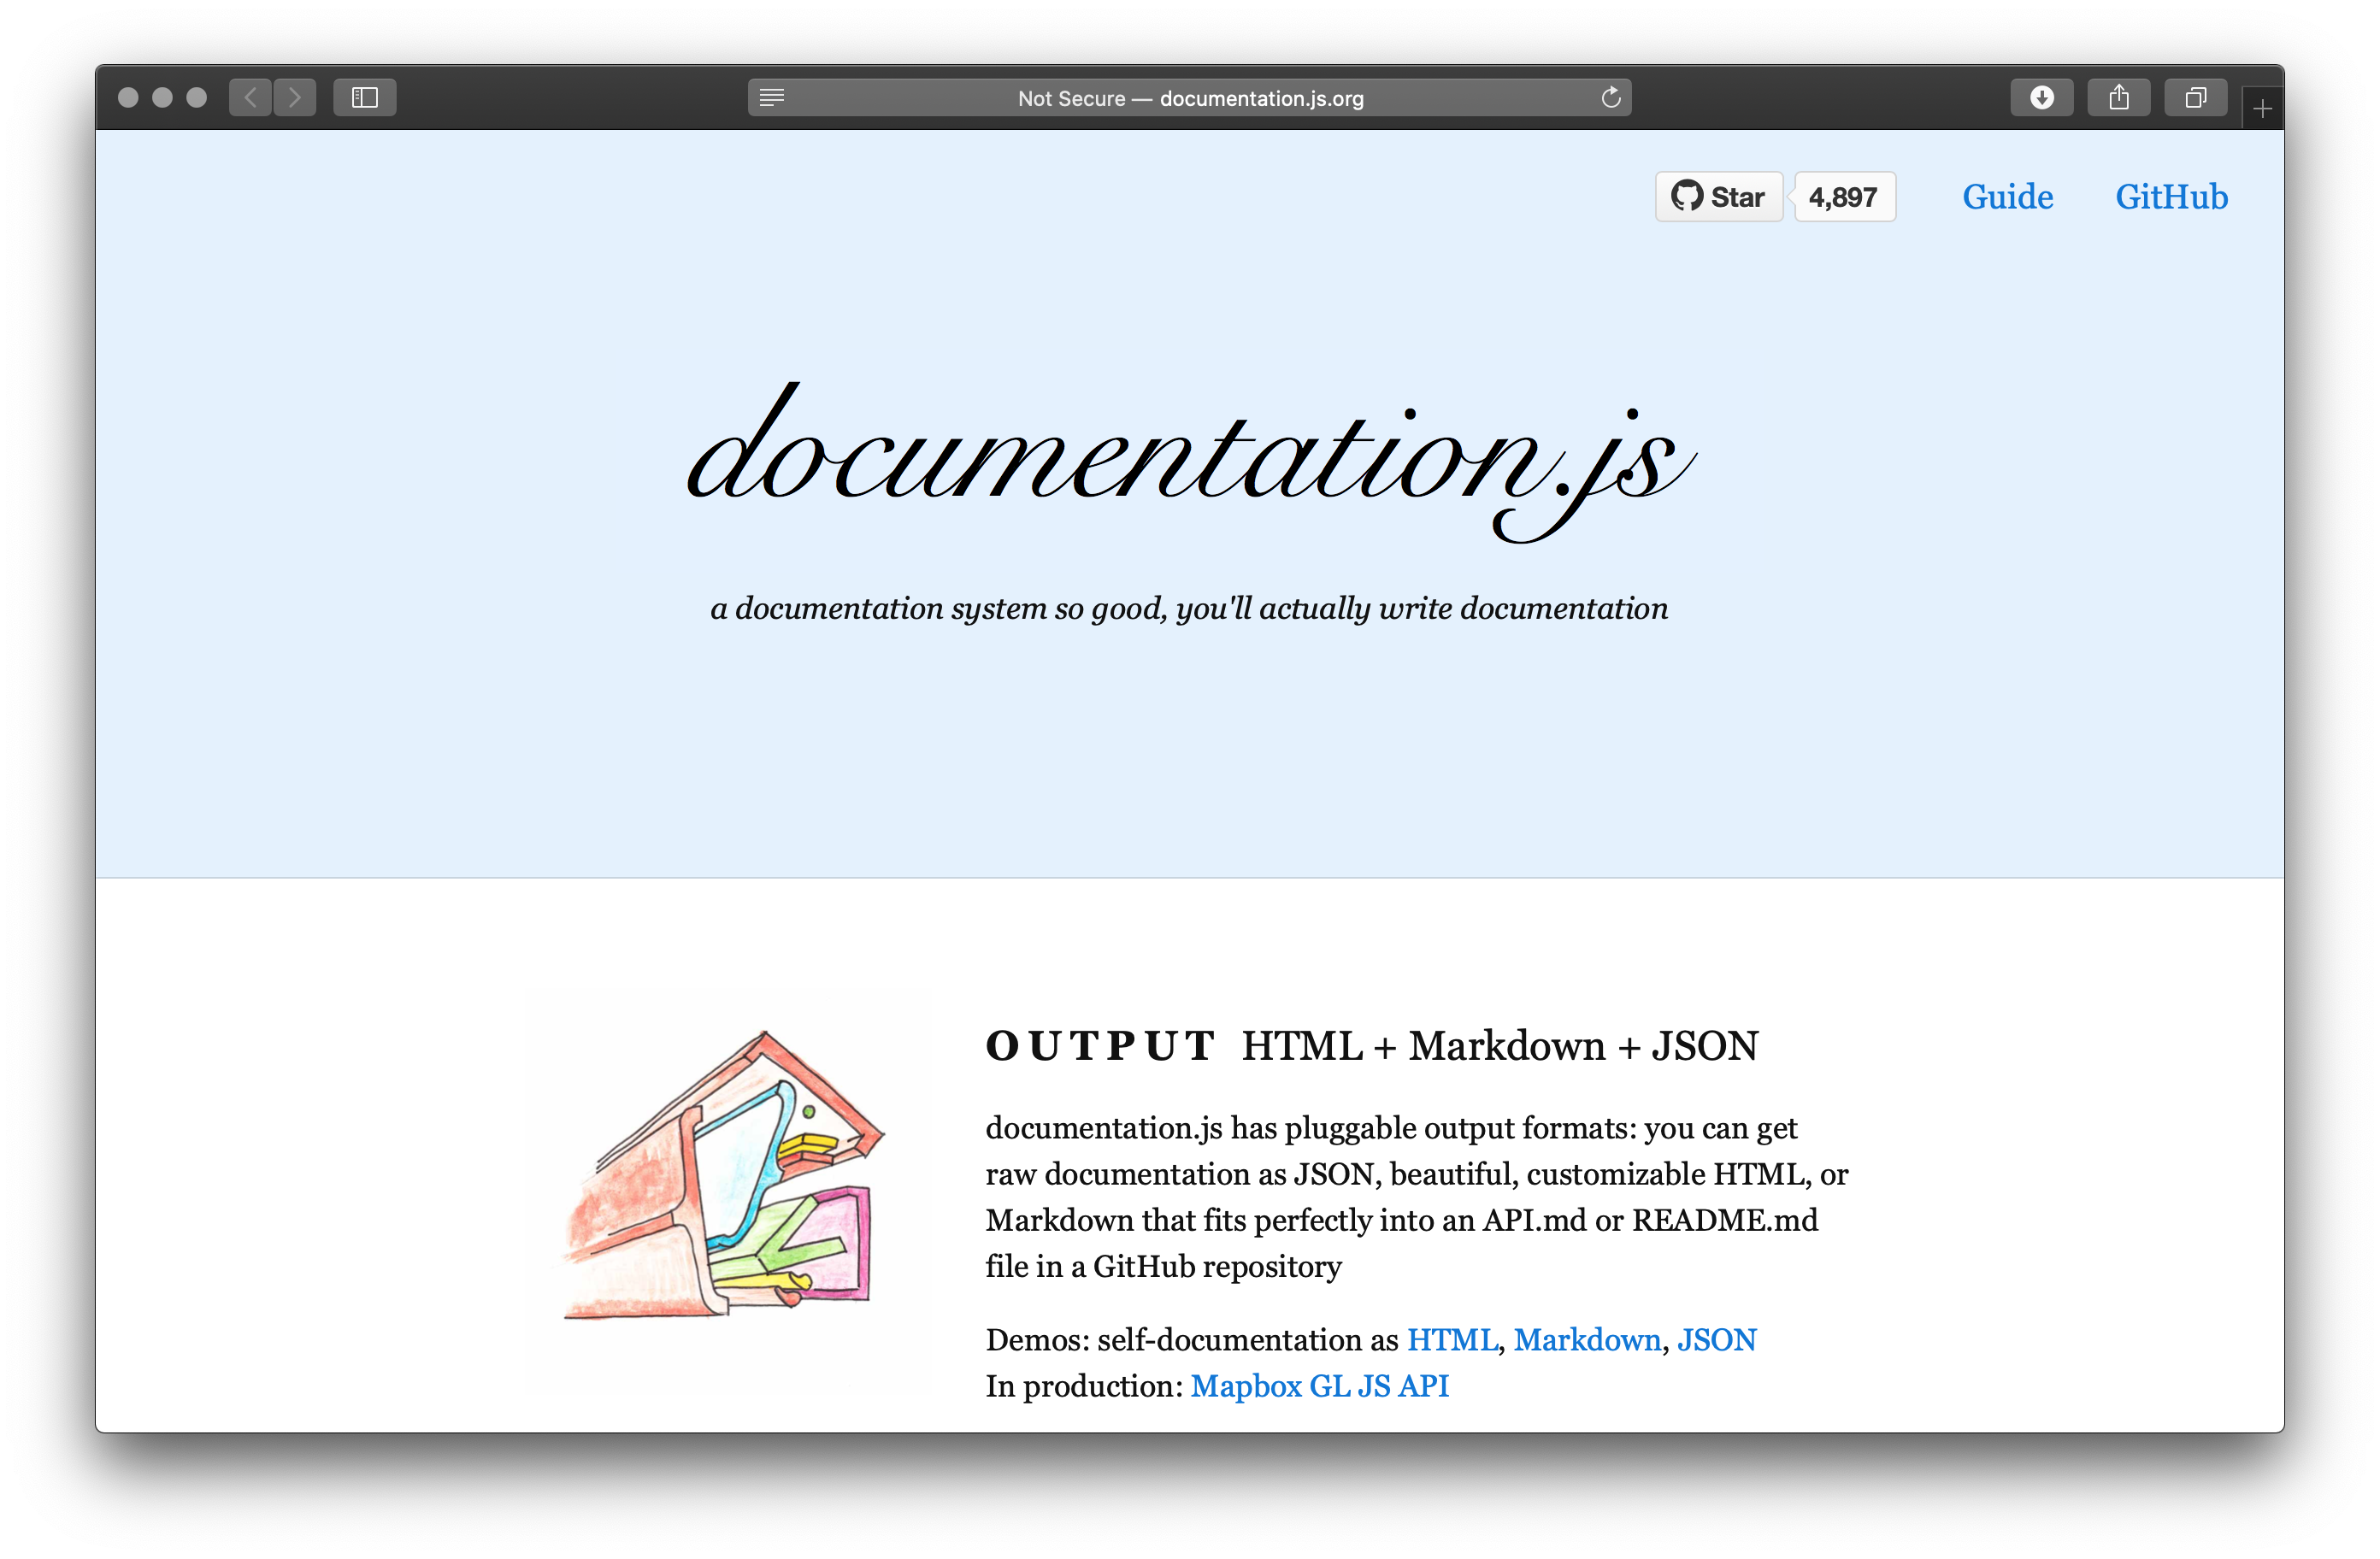 Not Secure — documentation.js.org
Star 4,897 Guide GitHub
documentation.js
a documentation system so good, you'll actually write documentation
OUTPUT HTML + Markdown + JSON
documentation.js has pluggable output formats: you can get
raw documentation as JSON, beautiful, customizable HTML, or
Markdown that fits perfectly into an API.md or README.md
file in a GitHub repository
Demos: self-documentation as HTML, Markdown, JSON
In production: Mapbox GL JS API